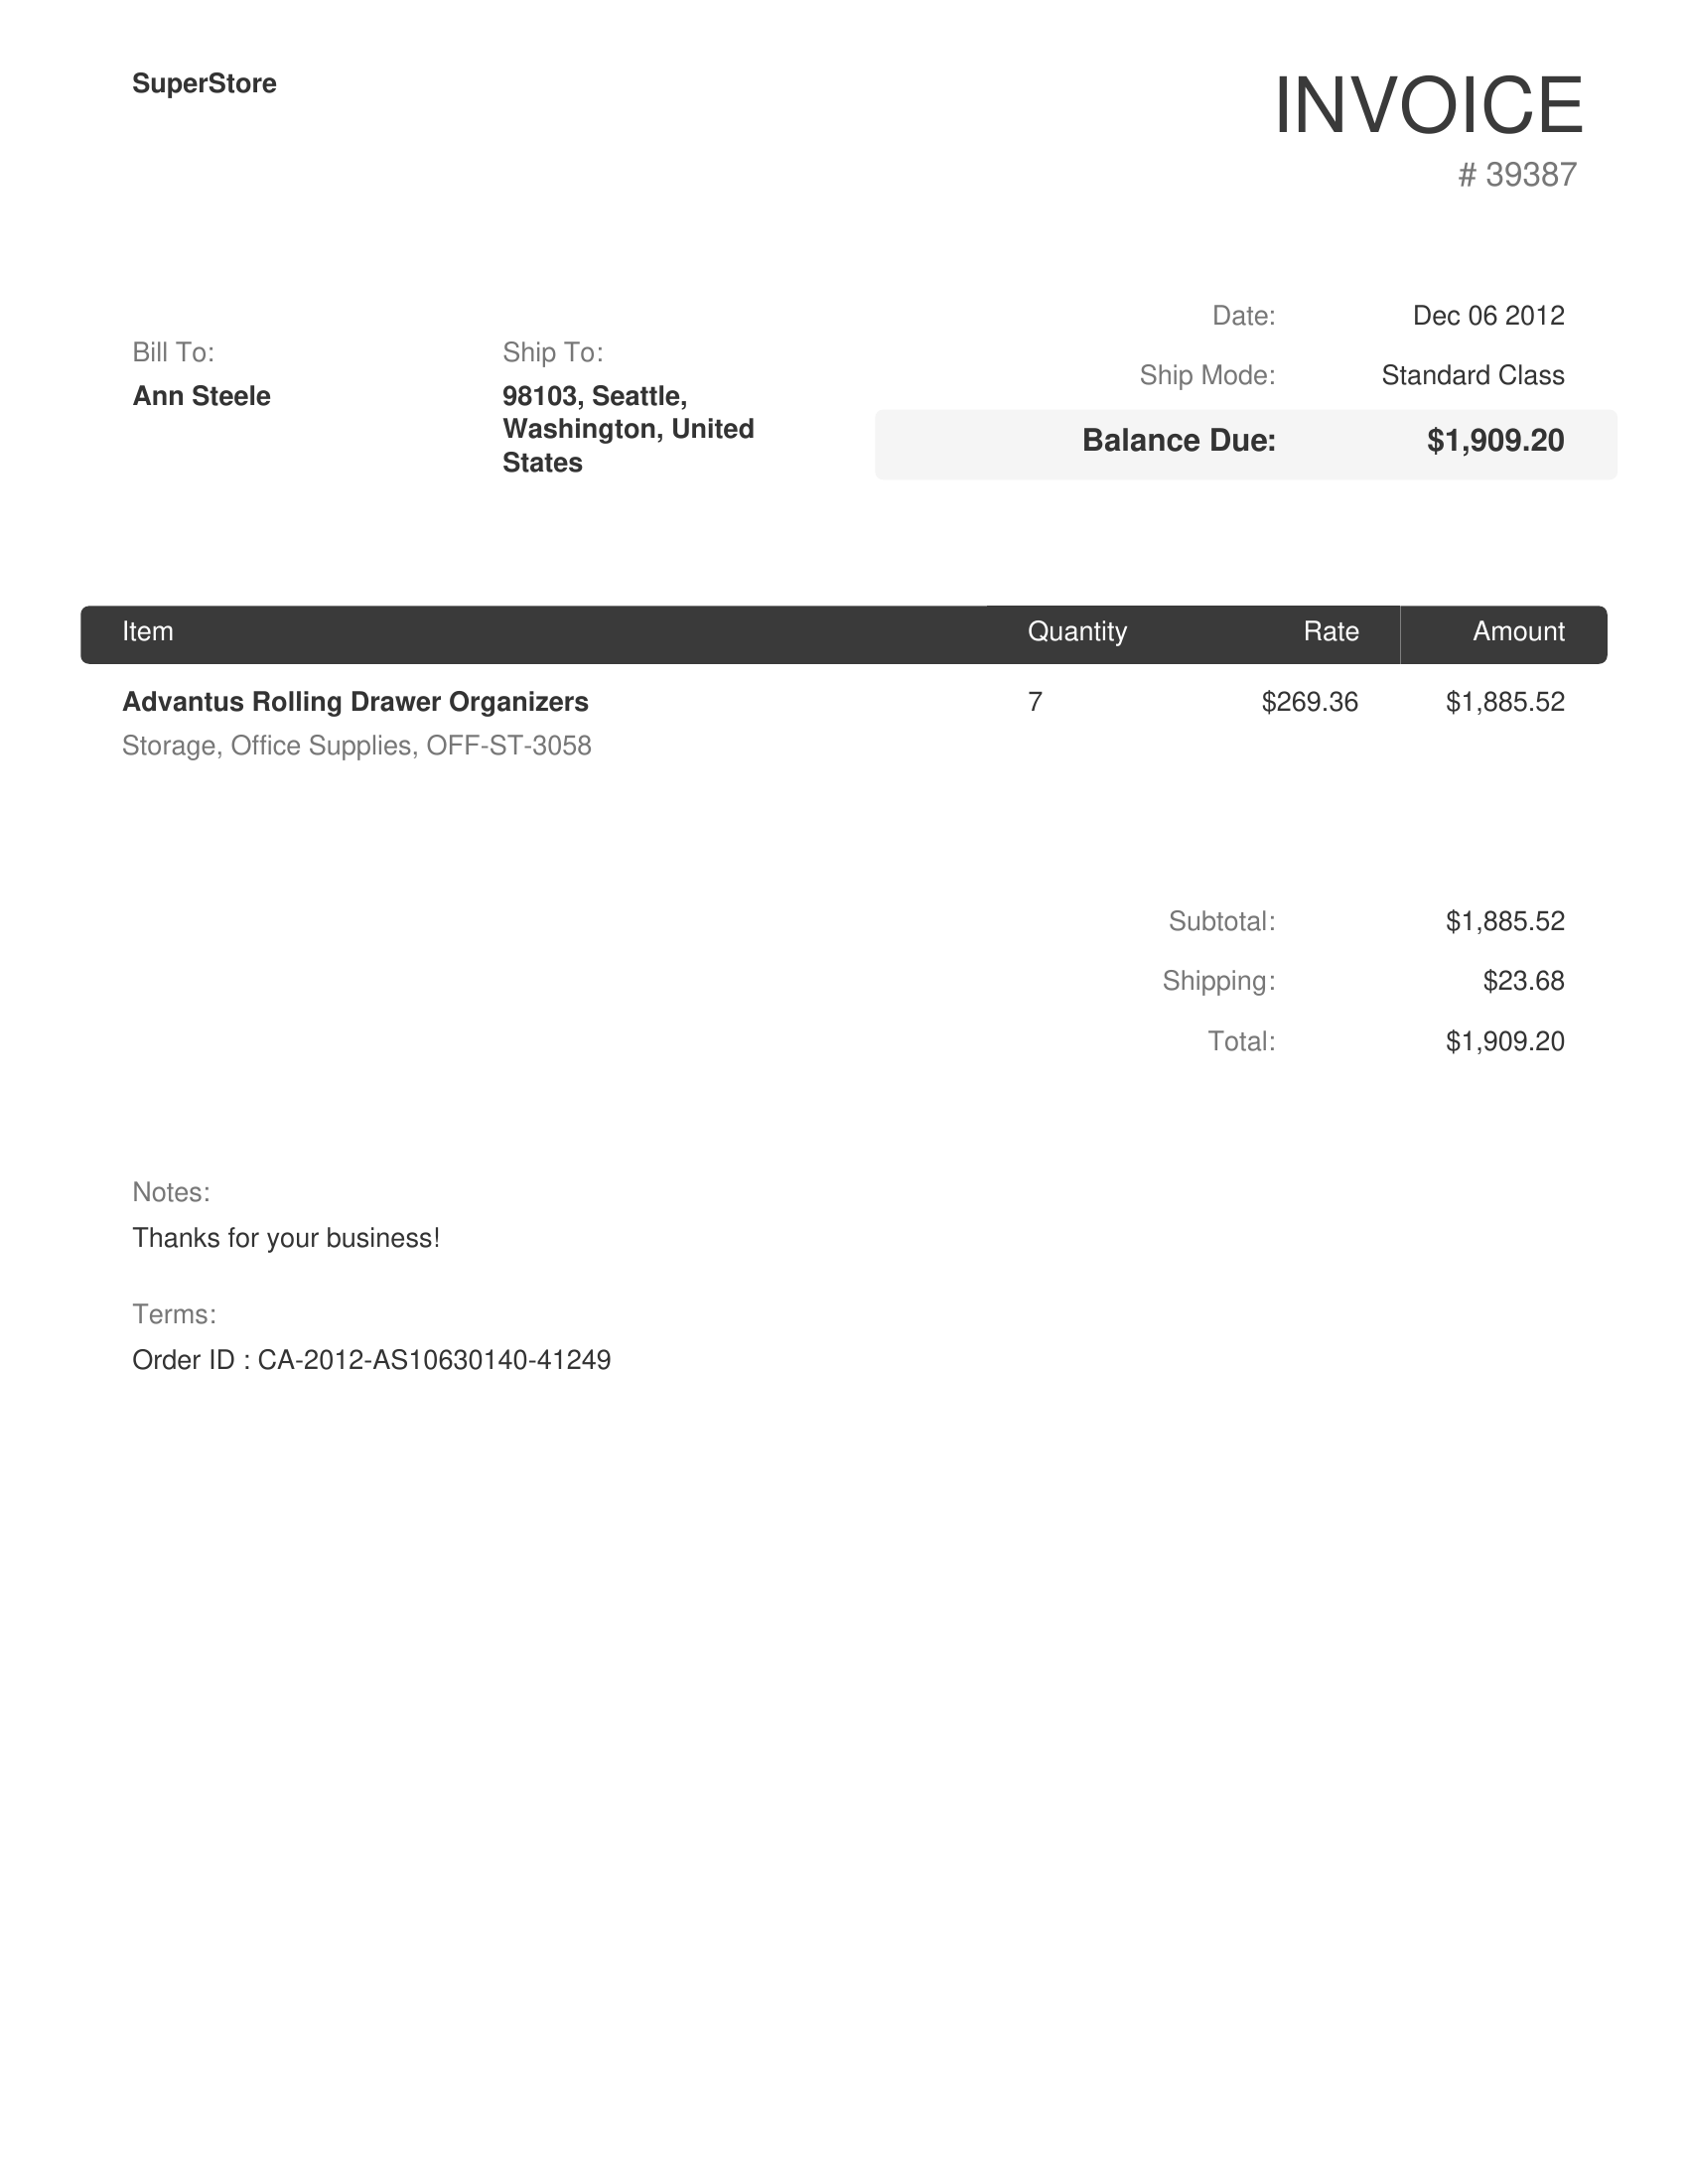 SuperStore
INVOICE
# 39387
Date: Dec 06 2012
Ship Mode: Standard Class
Balance Due: $1,909.20
Bill To:
Ann Steele
Ship To:
98103, Seattle,
Washington, United
States
Item Quantity Rate Amount
Advantus Rolling Drawer Organizers 7 $269.36 $1,885.52
Storage, Office Supplies, OFF-ST-3058
Subtotal: $1,885.52
Shipping: $23.68
Total: $1,909.20
Notes:
Thanks for your business!
Terms:
Order ID : CA-2012-AS10630140-41249